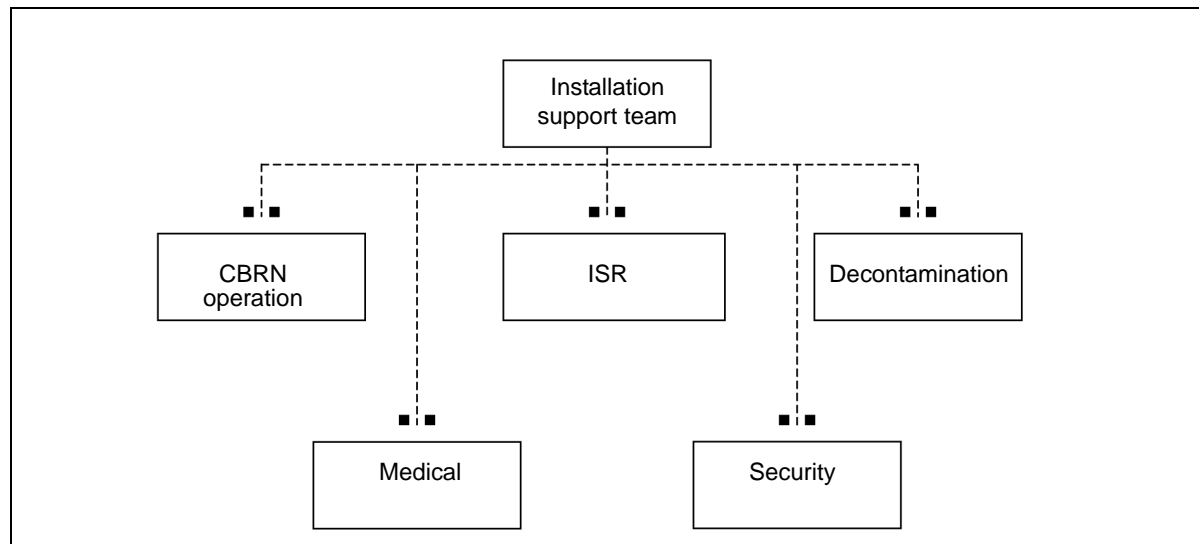 Installation
support team
CBRN
operation
ISR
Decontamination
Medical
Security